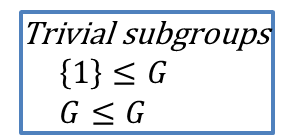 Trivial subgroups
{1} ≤ G
G ≤ G